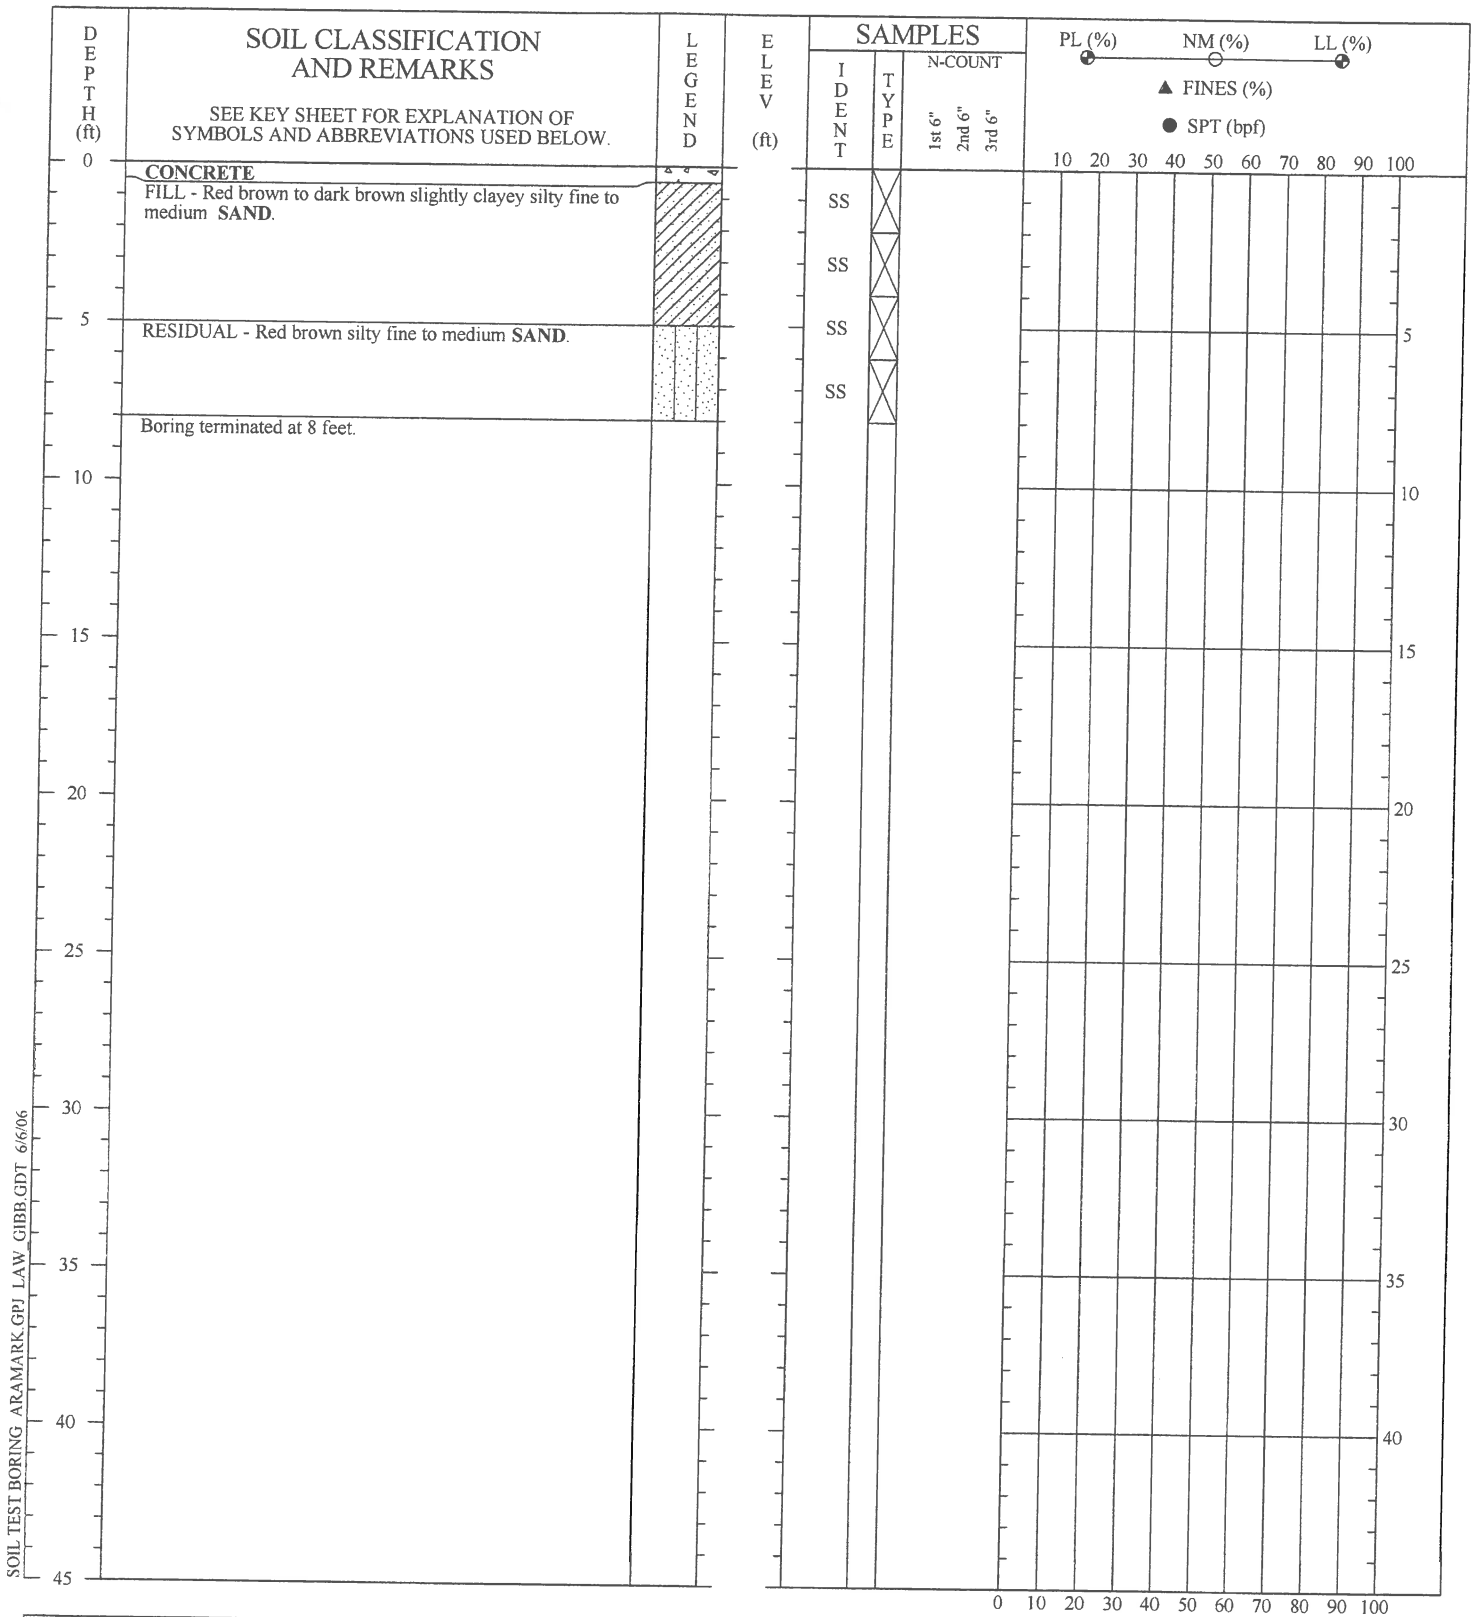 DEPTH (ft)
SOIL CLASSIFICATION
AND REMARKS
SEE KEY SHEET FOR EXPLANATION OF
SYMBOLS AND ABBREVIATIONS USED BELOW.
LEGEND
ELEV (ft)
SAMPLES
IDENT
TYPE
N-COUNT
1st 6"
2nd 6"
3rd 6"
PL (%) NM (%) LL (%)
▲ FINES (%)
● SPT (bpf)
10 20 30 40 50 60 70 80 90 100
0
CONCRETE
FILL - Red brown to dark brown slightly clayey silty fine to
medium SAND.
SS
SS
5
RESIDUAL - Red brown silty fine to medium SAND.
SS
5
SS
Boring terminated at 8 feet.
10
10
15
15
20
20
25
25
30
30
35
35
40
40
45
0 10 20 30 40 50 60 70 80 90 100
SOIL TEST BORING ARAMARK.GPJ LAW_GIBB.GDT 6/6/06